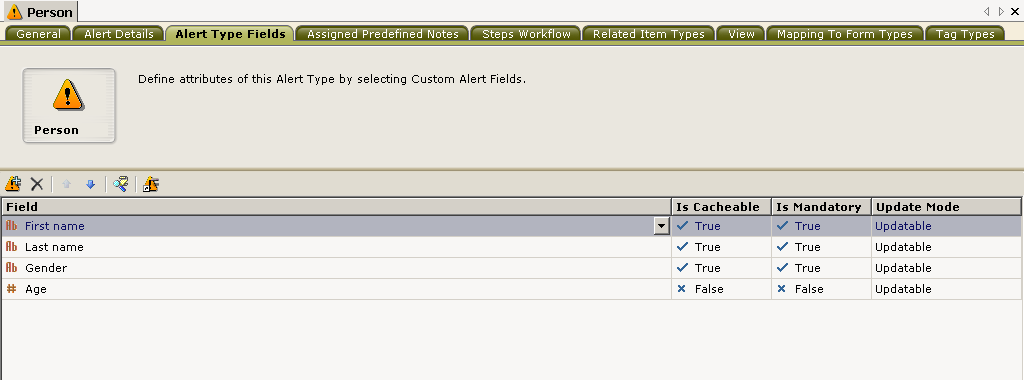 Person
General Alert Details Alert Type Fields Assigned Predefined Notes Steps Workflow Related Item Types View Mapping To Form Types Tag Types
Define attributes of this Alert Type by selecting Custom Alert Fields.
Person
Field Is Cacheable Is Mandatory Update Mode
Ab First name True True Updatable
Ab Last name True True Updatable
Ab Gender True True Updatable
# Age False False Updatable